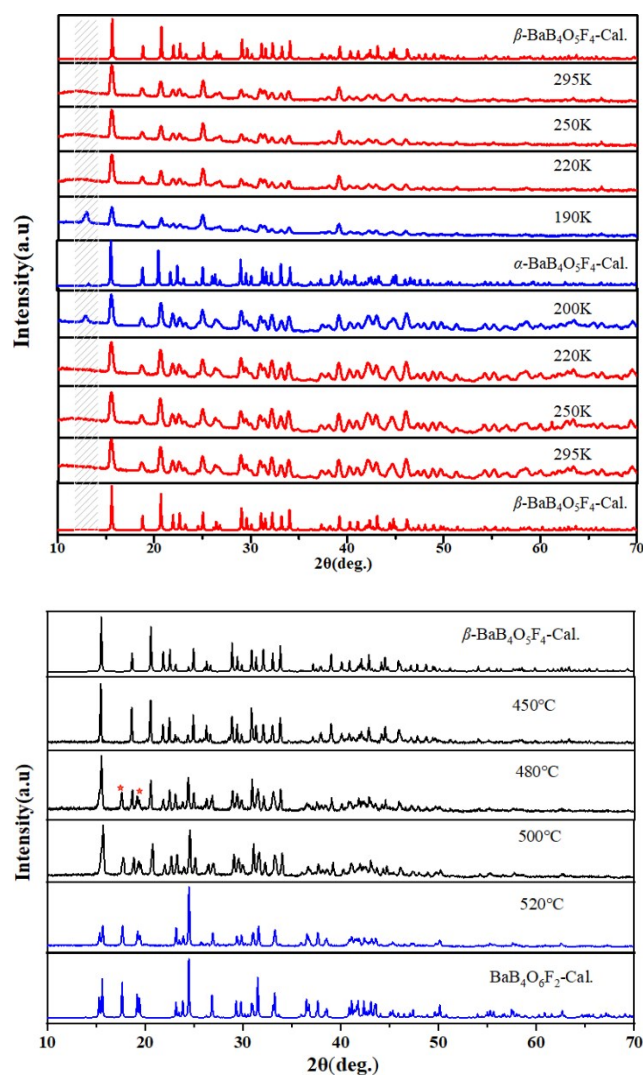 β-BaB₄O₅F₄-Cal.
295K
250K
220K
190K
α-BaB₄O₅F₄-Cal.
200K
220K
250K
295K
β-BaB₄O₅F₄-Cal.
Intensity(a.u)
10 20 30 40 50 60 70
2θ(deg.)
β-BaB₄O₅F₄-Cal.
450°C
480°C
* *
500°C
520°C
BaB₄O₆F₂-Cal.
Intensity(a.u)
10 20 30 40 50 60 70
2θ(deg.)